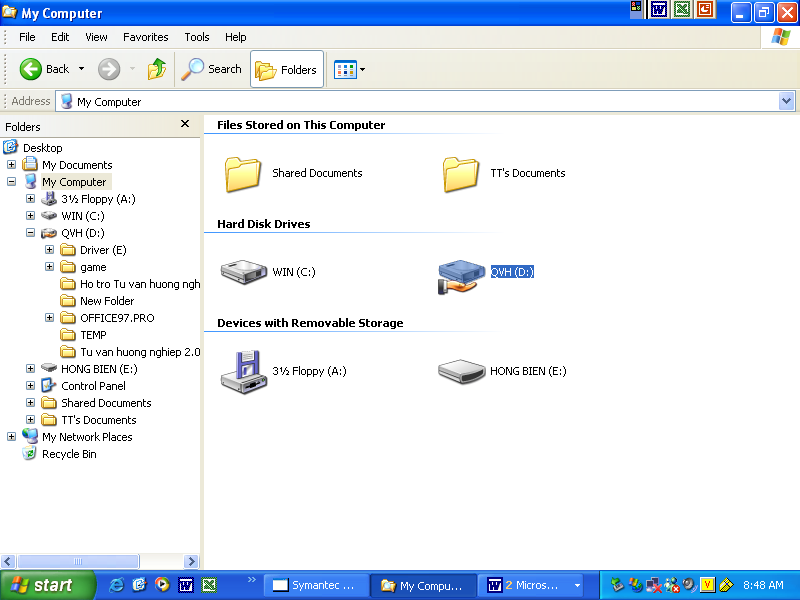 My Computer
File Edit View Favorites Tools Help
Back Search Folders
Address My Computer
Folders
Desktop
My Documents
My Computer
3½ Floppy (A:)
WIN (C:)
QVH (D:)
Driver (E)
game
Ho tro Tu van huong ngh
New Folder
OFFICE97.PRO
TEMP
Tu van huong nghiep 2.0
HONG BIEN (E:)
Control Panel
Shared Documents
TT's Documents
My Network Places
Recycle Bin
Files Stored on This Computer
Shared Documents TT's Documents
Hard Disk Drives
WIN (C:) QVH (D:)
Devices with Removable Storage
3½ Floppy (A:) HONG BIEN (E:)
start Symantec ... My Compu... 2 Micros... 8:48 AM